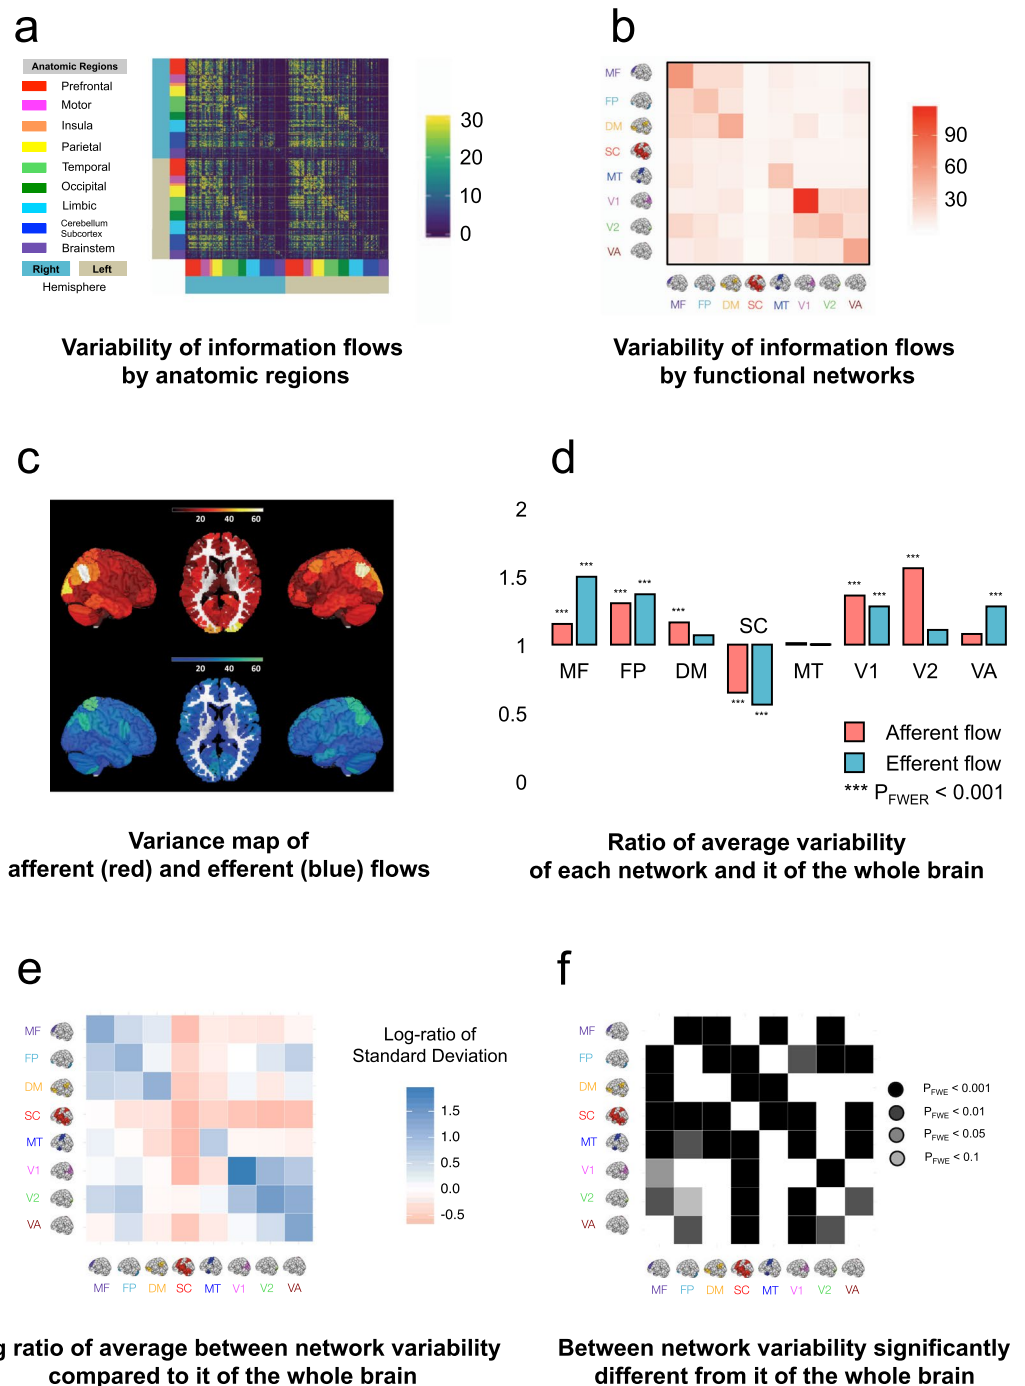 a
Anatomic Regions
Prefrontal
Motor
Insula
Parietal
Temporal
Occipital
Limbic
Cerebellum
Subcortex
Brainstem
Right Left
Hemisphere
30
20
10
0
Variability of information flows
by anatomic regions
b
MF
FP
DM
SC
MT
V1
V2
VA
MF FP DM SC MT V1 V2 VA
90
60
30
Variability of information flows
by functional networks
c
20 40 60
20 40 60
Variance map of
afferent (red) and efferent (blue) flows
d
2
1.5
1
0.5
0
*** *** *** *** *** *** *** *** ***
*** ***
MF FP DM SC MT V1 V2 VA
Afferent flow
Efferent flow
*** PFWER < 0.001
Ratio of average variability
of each network and it of the whole brain
e
MF
FP
DM
SC
MT
V1
V2
VA
MF FP DM SC MT V1 V2 VA
Log-ratio of
Standard Deviation
1.5
1.0
0.5
0.0
-0.5
g ratio of average between network variability
compared to it of the whole brain
f
MF
FP
DM
SC
MT
V1
V2
VA
MF FP DM SC MT V1 V2 VA
PFWE < 0.001
PFWE < 0.01
PFWE < 0.05
PFWE < 0.1
Between network variability significantly
different from it of the whole brain